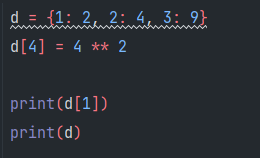 d = {1: 2, 2: 4, 3: 9}
d[4] = 4 ** 2
print(d[1])
print(d)